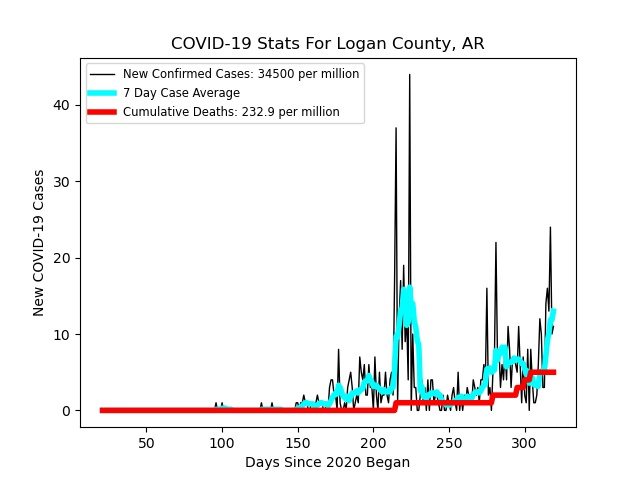 COVID-19 Stats For Logan County, AR
New Confirmed Cases: 34500 per million
7 Day Case Average
Cumulative Deaths: 232.9 per million
New COVID-19 Cases
40
30
20
10
0
50 100 150 200 250 300
Days Since 2020 Began